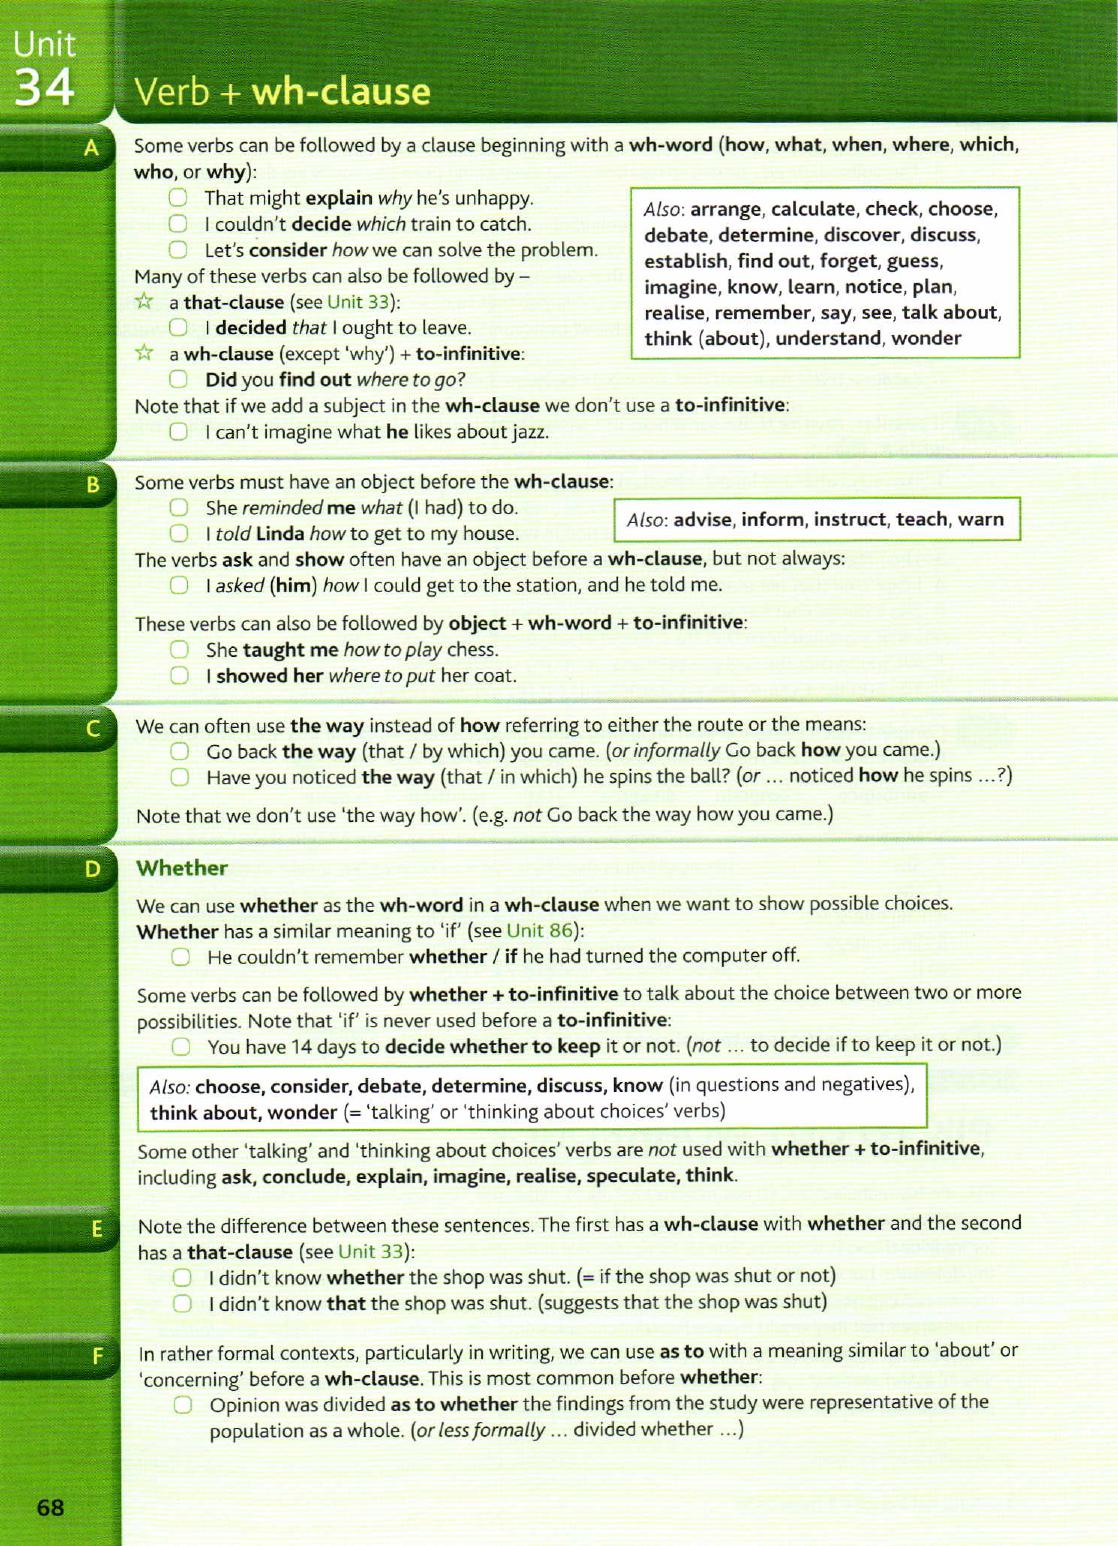 Unit
34
Verb + wh-clause
A
Some verbs can be followed by a clause beginning with a wh-word (how, what, when, where, which,
who, or why):
That might explain why he's unhappy.
I couldn't decide which train to catch.
Let's consider how we can solve the problem.
Many of these verbs can also be followed by –
☆ a that-clause (see Unit 33):
I decided that I ought to leave.
☆ a wh-clause (except 'why') + to-infinitive:
Did you find out where to go?
Also: arrange, calculate, check, choose,
debate, determine, discover, discuss,
establish, find out, forget, guess,
imagine, know, learn, notice, plan,
realise, remember, say, see, talk about,
think (about), understand, wonder
Note that if we add a subject in the wh-clause we don't use a to-infinitive:
I can't imagine what he likes about jazz.
B
Some verbs must have an object before the wh-clause:
She reminded me what (I had) to do.
I told Linda how to get to my house.
Also: advise, inform, instruct, teach, warn
The verbs ask and show often have an object before a wh-clause, but not always:
I asked (him) how I could get to the station, and he told me.
These verbs can also be followed by object + wh-word + to-infinitive:
She taught me how to play chess.
I showed her where to put her coat.
C
We can often use the way instead of how referring to either the route or the means:
Go back the way (that / by which) you came. (or informally Go back how you came.)
Have you noticed the way (that / in which) he spins the ball? (or ... noticed how he spins ...?)
Note that we don't use 'the way how'. (e.g. not Go back the way how you came.)
D
Whether
We can use whether as the wh-word in a wh-clause when we want to show possible choices.
Whether has a similar meaning to 'if' (see Unit 86):
He couldn't remember whether / if he had turned the computer off.
Some verbs can be followed by whether + to-infinitive to talk about the choice between two or more
possibilities. Note that 'if' is never used before a to-infinitive:
You have 14 days to decide whether to keep it or not. (not ... to decide if to keep it or not.)
Also: choose, consider, debate, determine, discuss, know (in questions and negatives),
think about, wonder (= 'talking' or 'thinking about choices' verbs)
Some other 'talking' and 'thinking about choices' verbs are not used with whether + to-infinitive,
including ask, conclude, explain, imagine, realise, speculate, think.
E
Note the difference between these sentences. The first has a wh-clause with whether and the second
has a that-clause (see Unit 33):
I didn't know whether the shop was shut. (= if the shop was shut or not)
I didn't know that the shop was shut. (suggests that the shop was shut)
F
In rather formal contexts, particularly in writing, we can use as to with a meaning similar to 'about' or
'concerning' before a wh-clause. This is most common before whether:
Opinion was divided as to whether the findings from the study were representative of the
population as a whole. (or less formally ... divided whether ...)
68